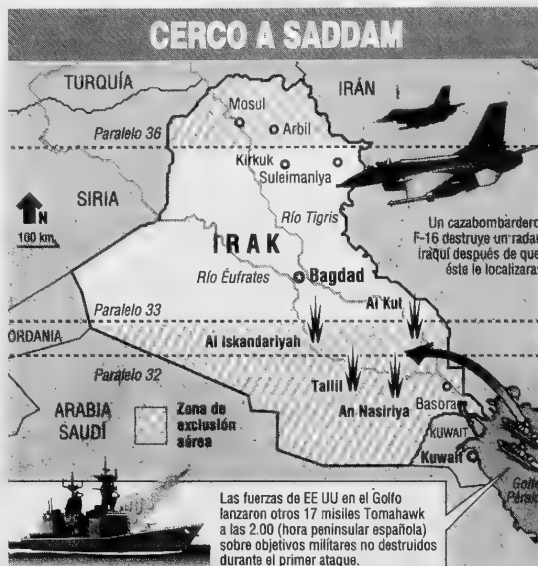 CERCO A SADDAM
TURQUÍA
IRÁN
Mosul
Arbil
Paralelo 36
Kirkuk
Suleimaniya
SIRIA
N
100 km.
Río Tigris
Un cazabombardero
F-16 destruye un radar
iraquí después de que
éste le localizara.
IRAK
Río Éufrates
Bagdad
Al Kut
Paralelo 33
ORDANIA
Al Iskandariyah
Paralelo 32
Tallil
An Nasiriya
Basora
ARABIA
SAUDÍ
Zona de
exclusión
aérea
KUWAIT
Kuwait
Golfo
Pérsico
Las fuerzas de EE UU en el Golfo
lanzaron otros 17 misiles Tomahawk
a las 2.00 (hora peninsular española)
sobre objetivos militares no destruidos
durante el primer ataque.